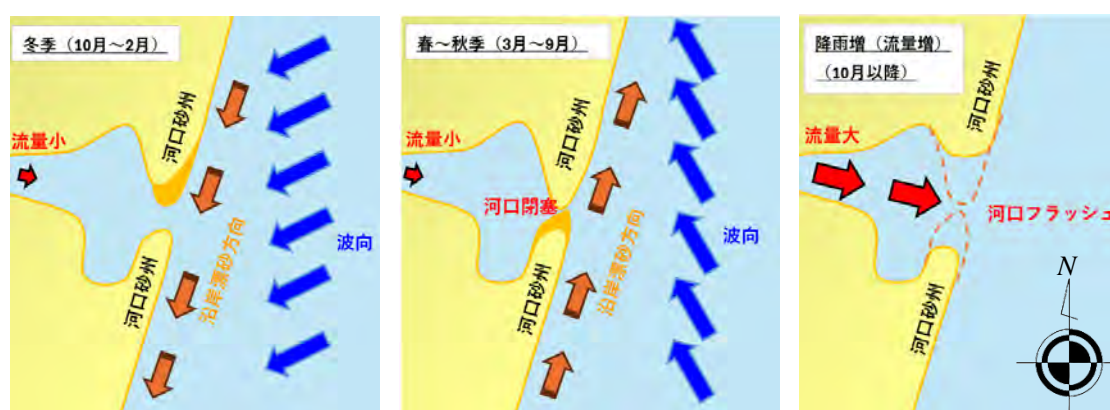 冬季（10月～2月）
河口砂州
流量小
波向
沿岸漂砂方向
河口砂州
春～秋季（3月～9月）
河口砂州
流量小
河口閉塞
波向
沿岸漂砂方向
河口砂州
降雨増（流量増）
（10月以降）
河口砂州
流量大
河口フラッシュ
河口砂州
N